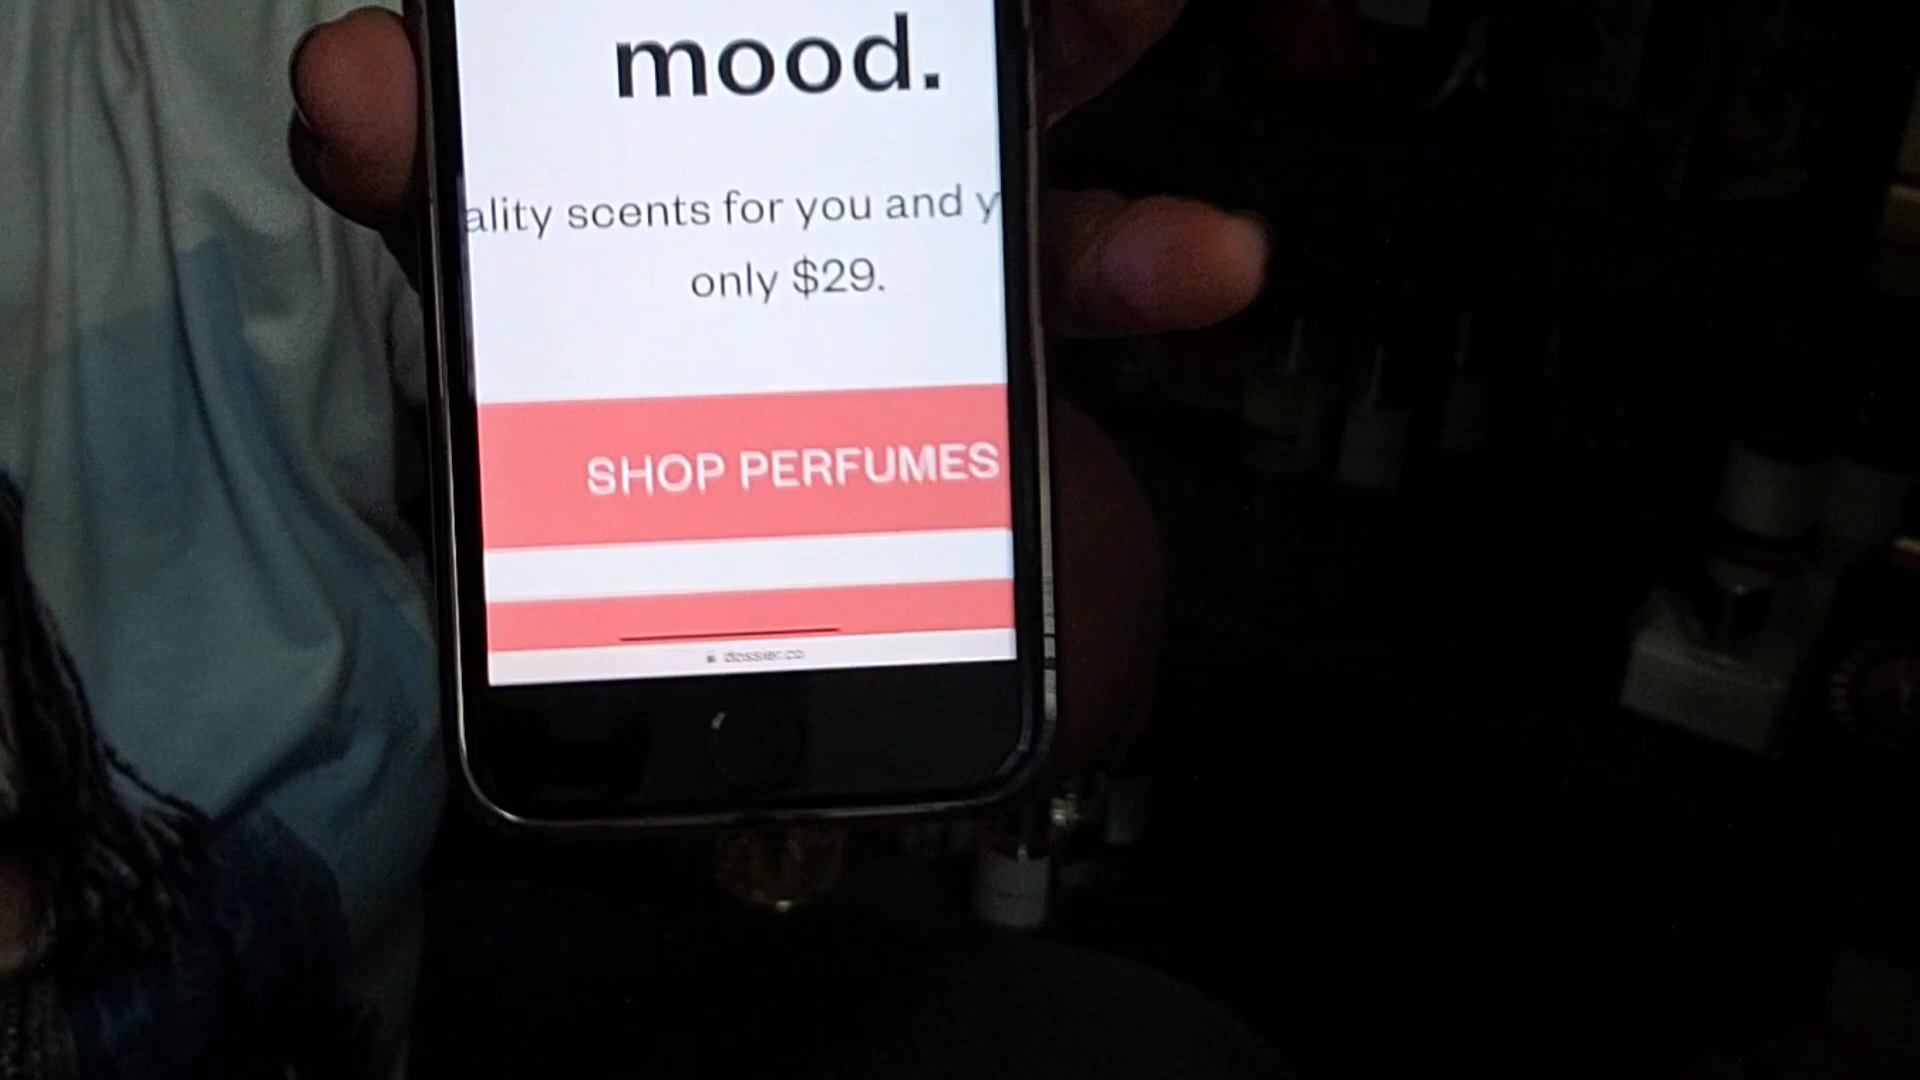 mood.
ality scents for you and y
only $29.
SHOP PERFUMES
dossier.co